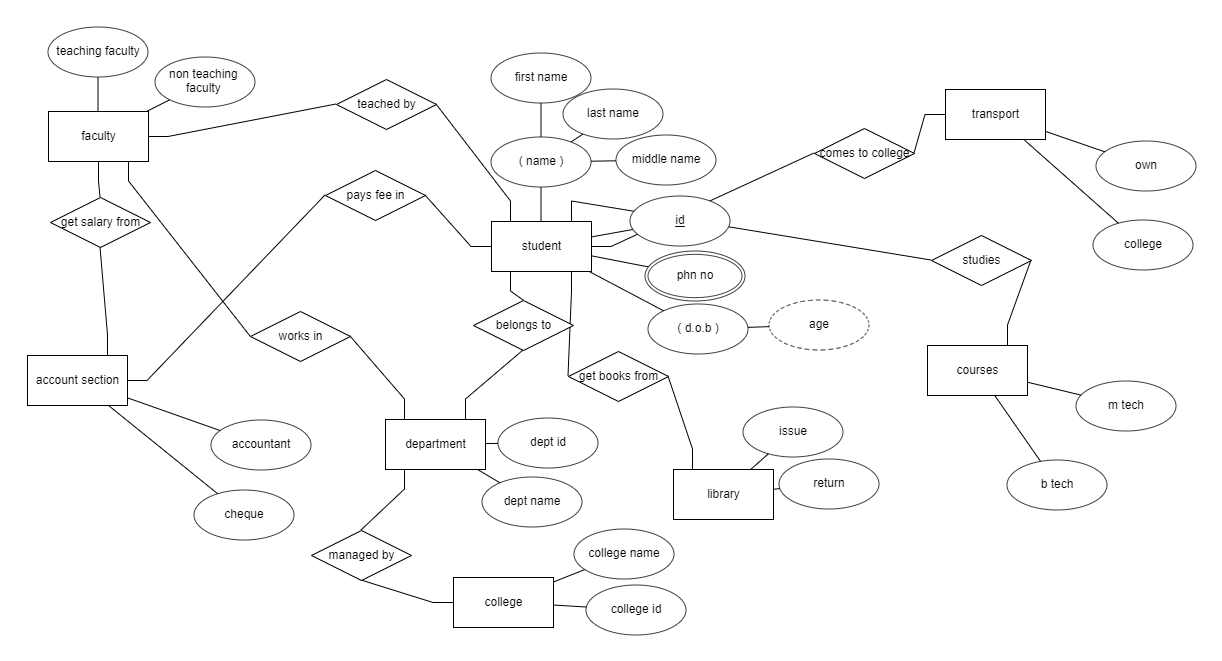 teaching faculty
non teaching
faculty
faculty
teached by
first name
last name
( name )
middle name
transport
comes to college
own
college
get salary from
pays fee in
student
id
phn no
( d.o.b )
age
studies
works in
belongs to
get books from
account section
courses
m tech
b tech
accountant
cheque
department
dept id
dept name
issue
return
library
managed by
college name
college
college id